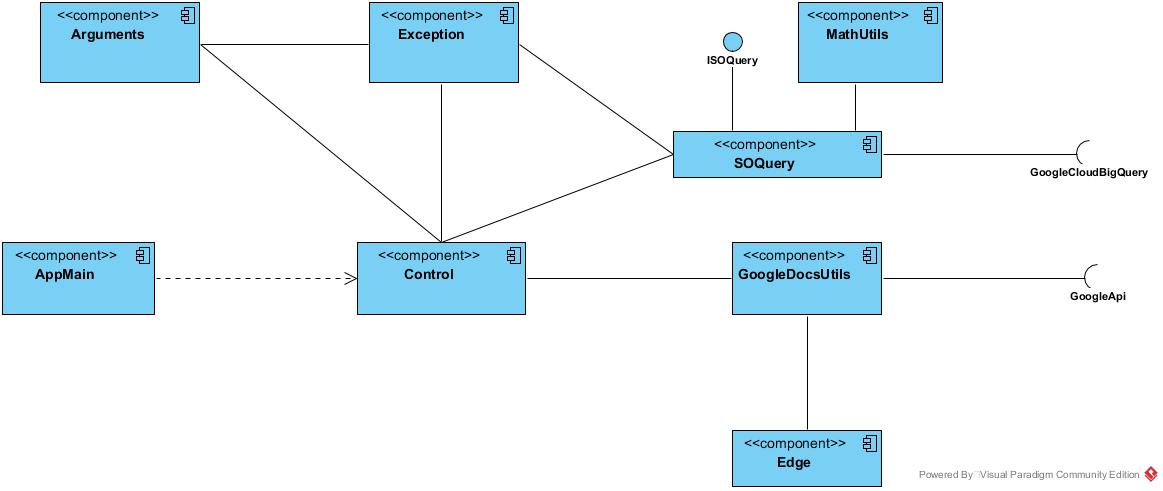 <<component>>
Arguments
<<component>>
Exception
ISOQuery
<<component>>
MathUtils
<<component>>
SOQuery
GoogleCloudBigQuery
<<component>>
AppMain
<<component>>
Control
<<component>>
GoogleDocsUtils
GoogleApi
<<component>>
Edge
Powered By □Visual Paradigm Community Edition